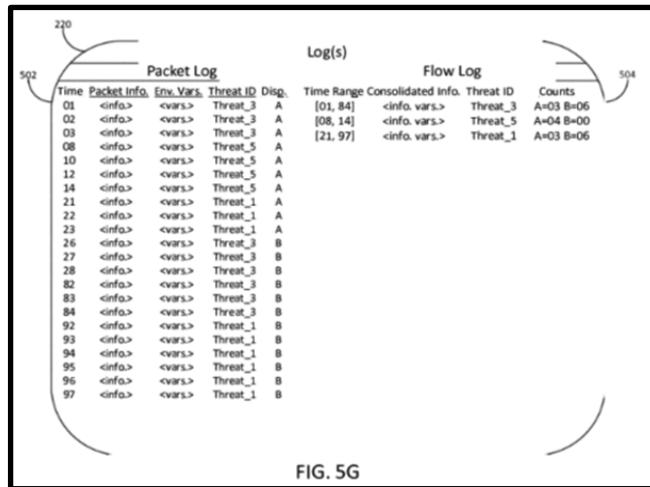 220
Log(s)
502
Packet Log
Flow Log
504
Time Packet Info. Env. Vars. Threat ID Disp. Time Range Consolidated Info. Threat ID Counts
01 <info.> <vars.> Threat_3 A [01, 84] <info. vars.> Threat_3 A=03 B=06
02 <info.> <vars.> Threat_3 A [08, 14] <info. vars.> Threat_5 A=04 B=00
03 <info.> <vars.> Threat_3 A [21, 97] <info. vars.> Threat_1 A=03 B=06
08 <info.> <vars.> Threat_5 A
10 <info.> <vars.> Threat_5 A
12 <info.> <vars.> Threat_5 A
14 <info.> <vars.> Threat_5 A
21 <info.> <vars.> Threat_1 A
22 <info.> <vars.> Threat_1 A
23 <info.> <vars.> Threat_1 A
26 <info.> <vars.> Threat_3 B
27 <info.> <vars.> Threat_3 B
28 <info.> <vars.> Threat_3 B
82 <info.> <vars.> Threat_3 B
83 <info.> <vars.> Threat_3 B
84 <info.> <vars.> Threat_3 B
92 <info.> <vars.> Threat_1 B
93 <info.> <vars.> Threat_1 B
94 <info.> <vars.> Threat_1 B
95 <info.> <vars.> Threat_1 B
96 <info.> <vars.> Threat_1 B
97 <info.> <vars.> Threat_1 B
FIG. 5G